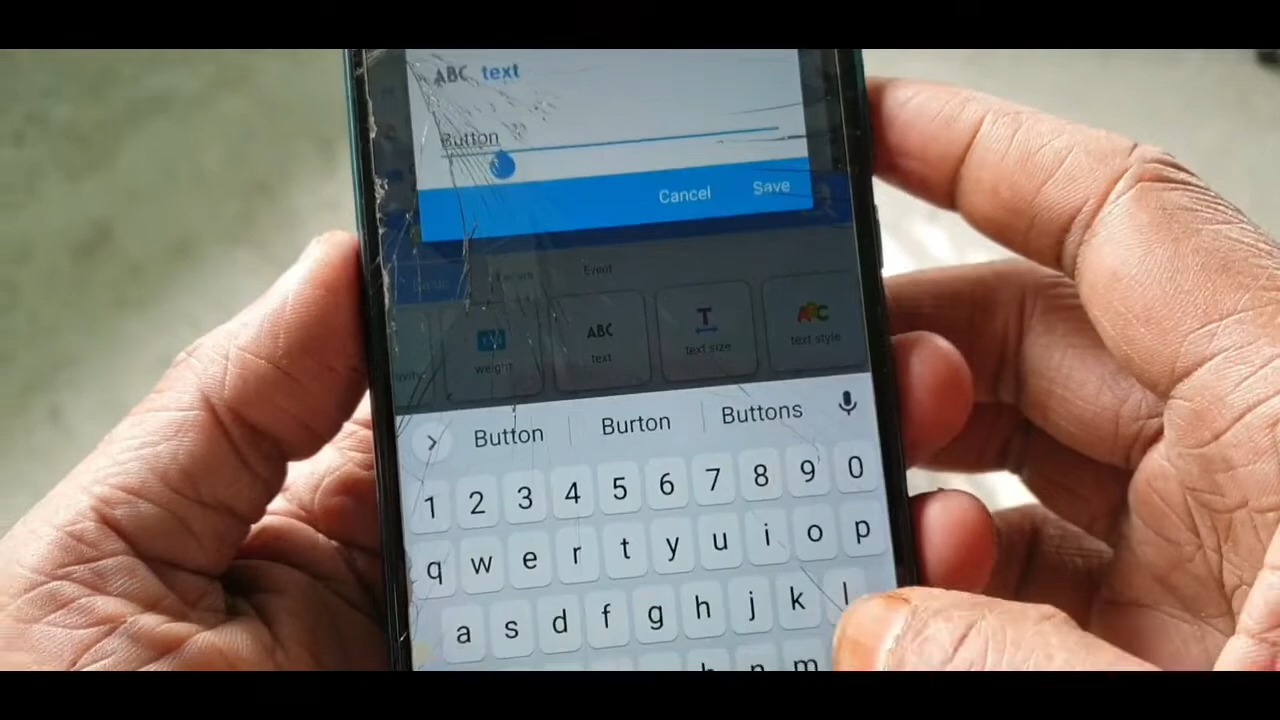 ABC text
Button
Cancel Save
Event
weight ABC text T text size ABC text style
Button Burton Buttons
1 2 3 4 5 6 7 8 9 0
q w e r t y u i o p
a s d f g h j k l
b n m